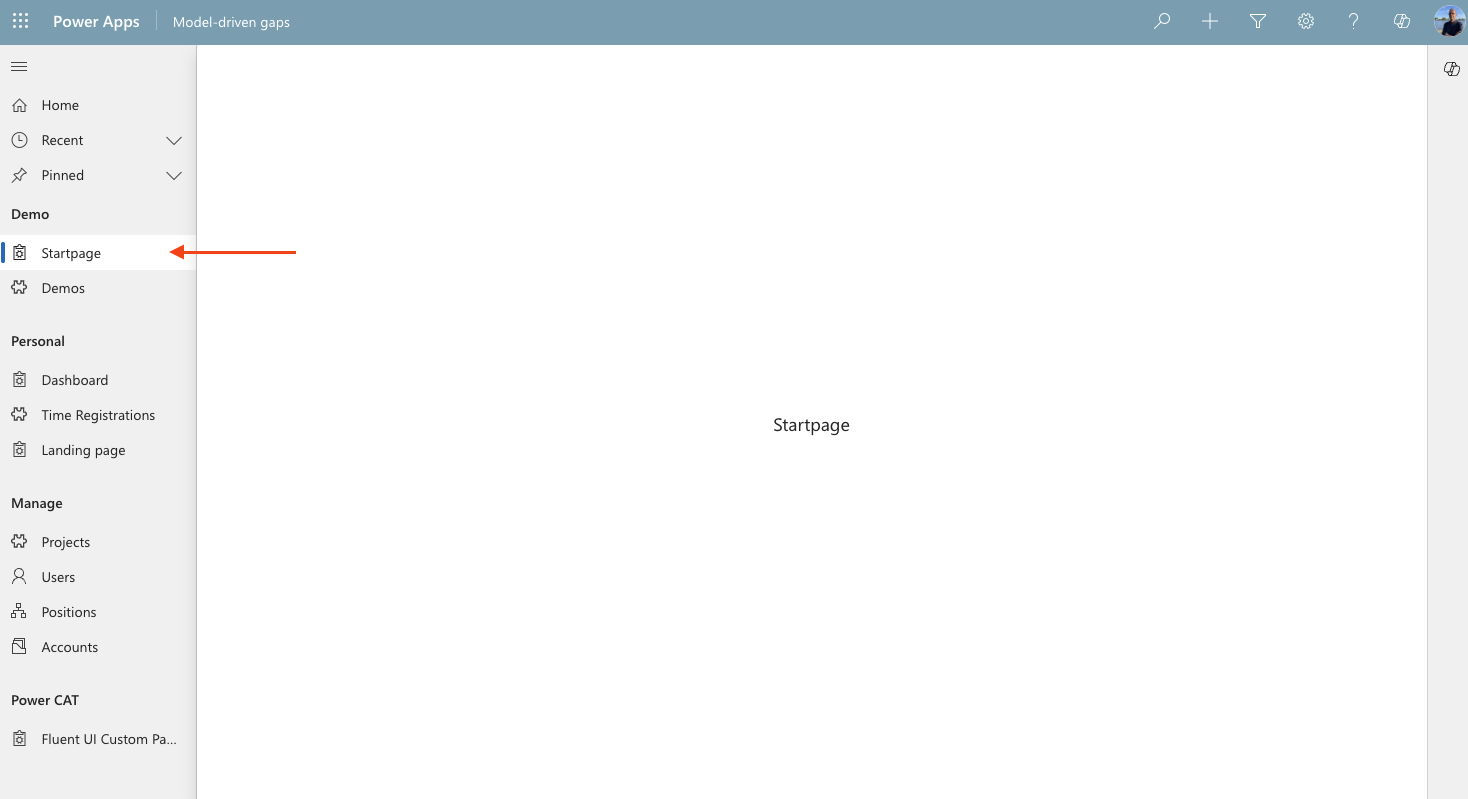 Power Apps
Model-driven gaps
Home
Recent
Pinned
Demo
Startpage
Demos
Personal
Dashboard
Time Registrations
Landing page
Manage
Projects
Users
Positions
Accounts
Power CAT
Fluent UI Custom Pa...
Startpage